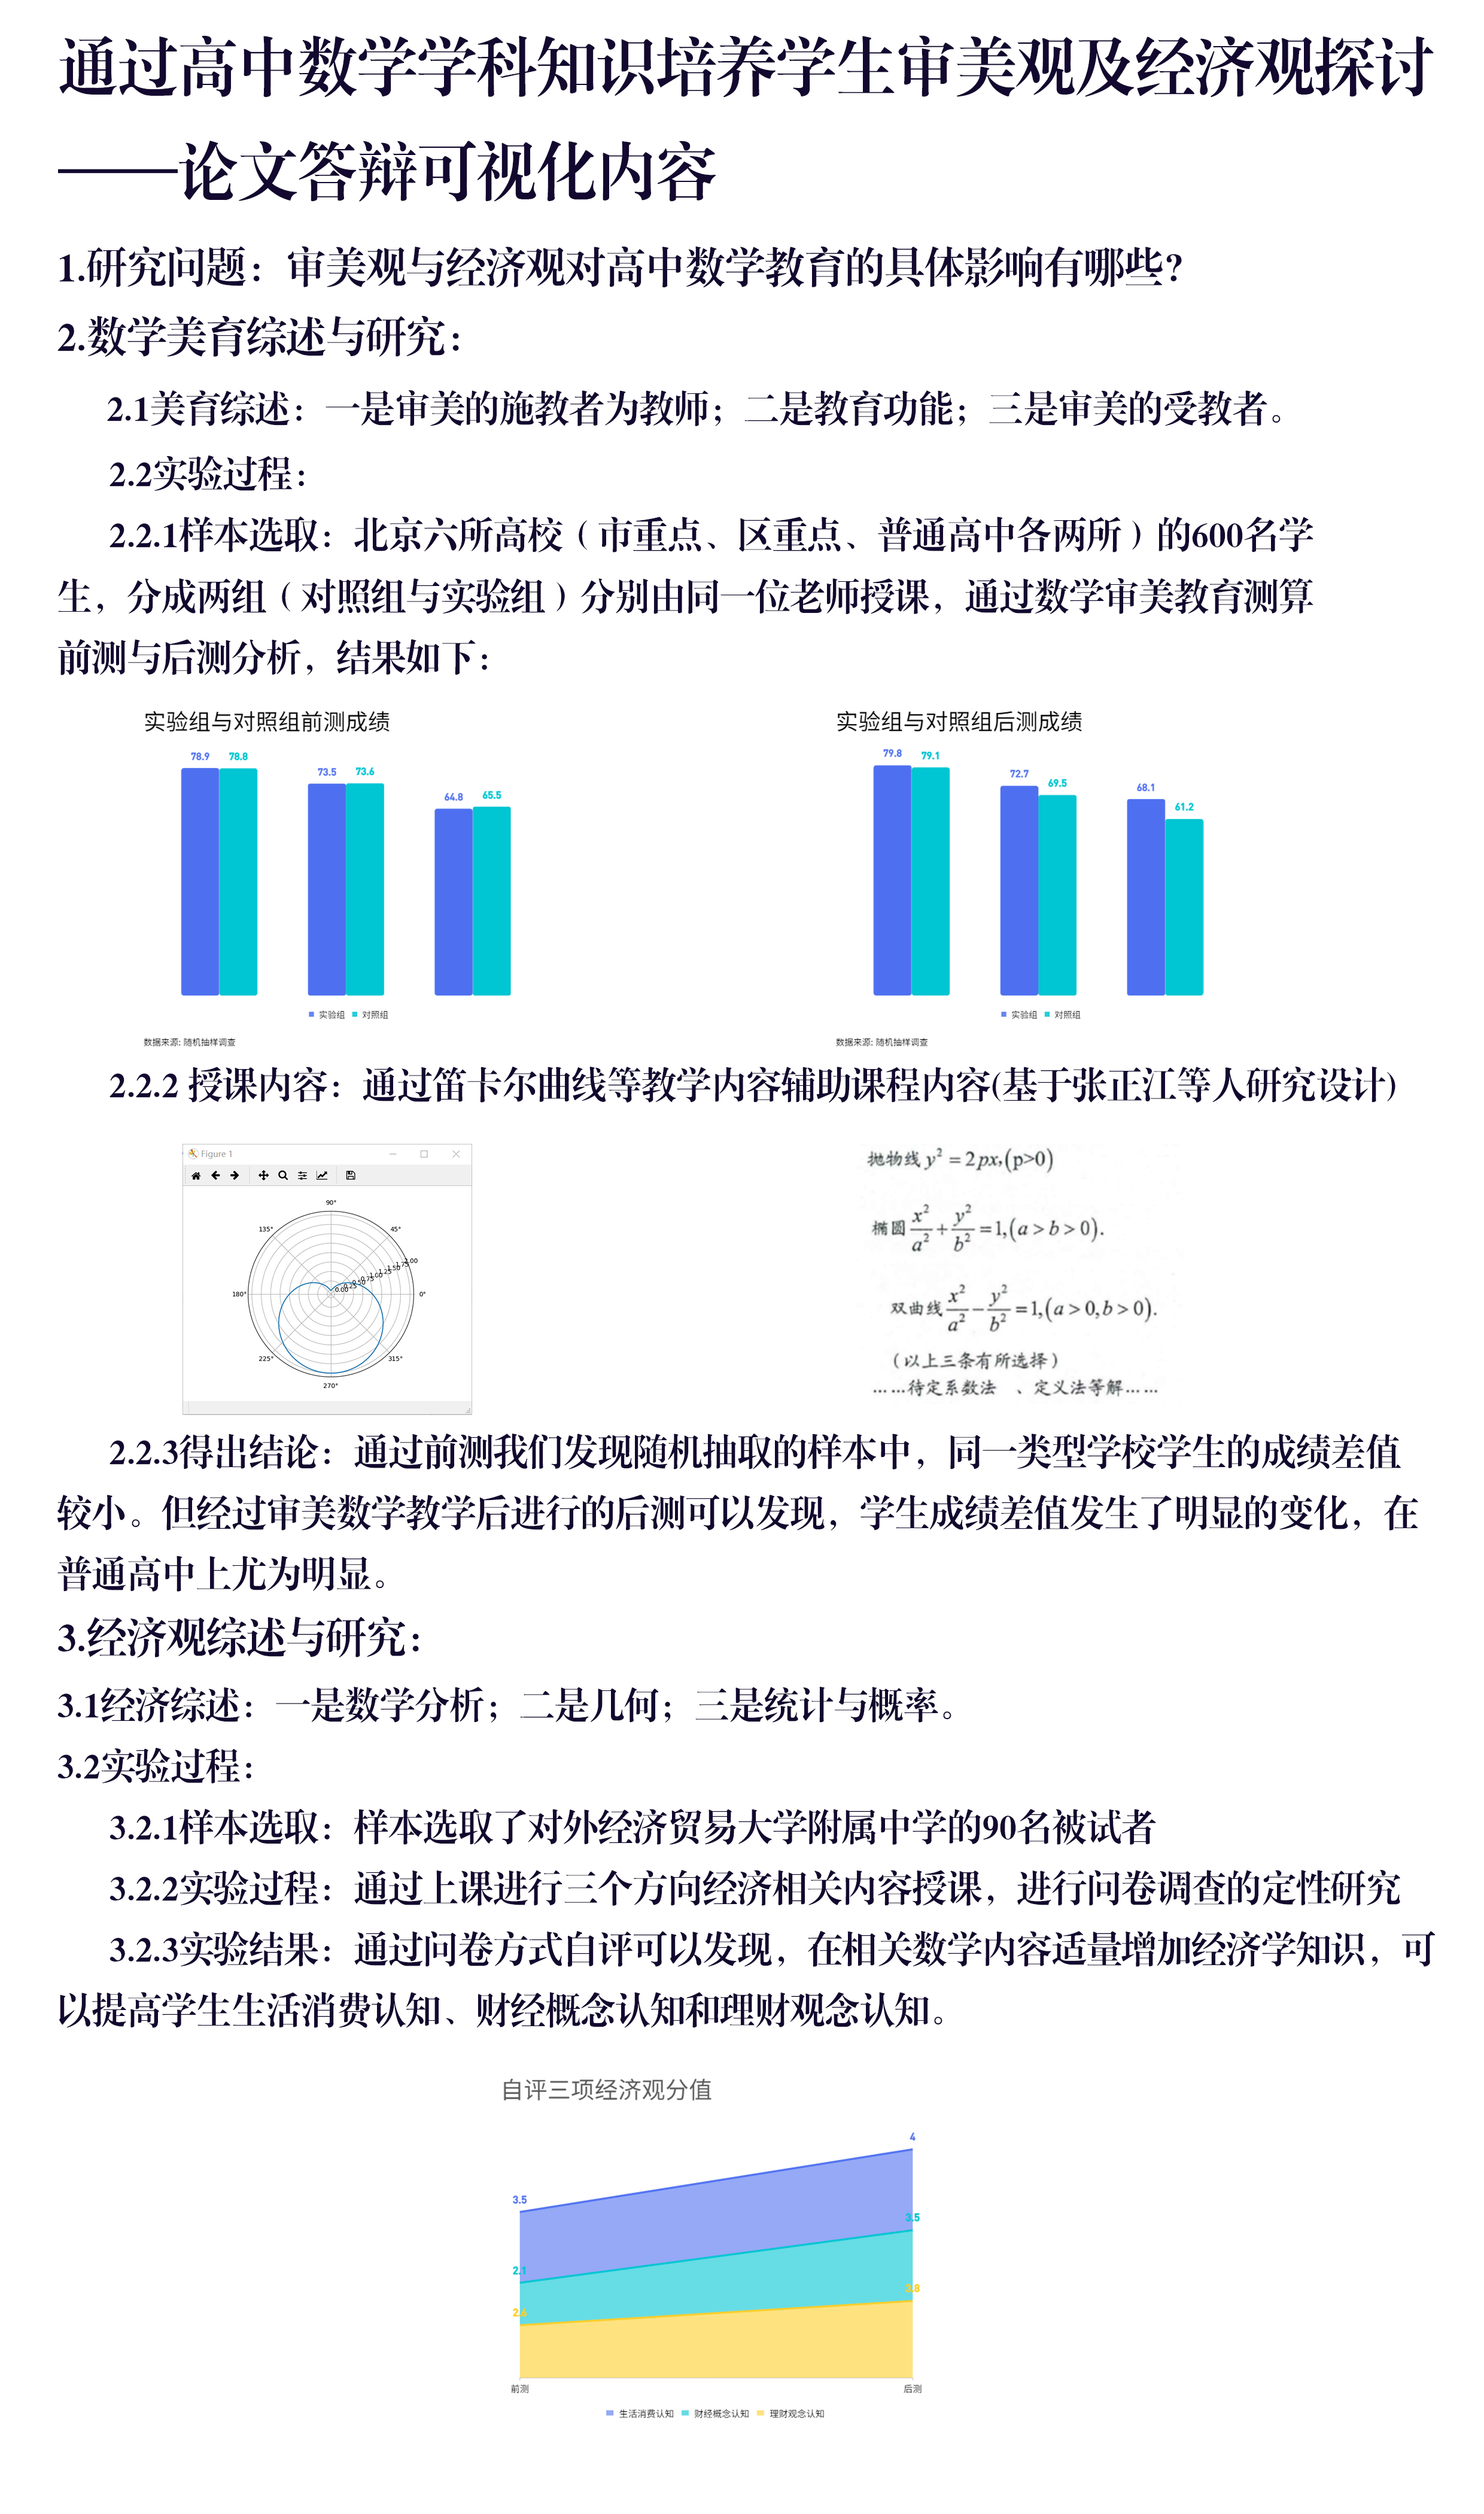 通过高中数学学科知识培养学生审美观及经济观探讨
——论文答辩可视化内容
1.研究问题：审美观与经济观对高中数学教育的具体影响有哪些?
2.数学美育综述与研究：
2.1美育综述：一是审美的施教者为教师；二是教育功能；三是审美的受教者。
2.2实验过程：
2.2.1样本选取：北京六所高校（市重点、区重点、普通高中各两所）的600名学
生，分成两组（对照组与实验组）分别由同一位老师授课，通过数学审美教育测算
前测与后测分析，结果如下：
实验组与对照组前测成绩
78.9 78.8 73.5 73.6 64.8 65.5
实验组 对照组
数据来源: 随机抽样调查
实验组与对照组后测成绩
79.8 79.1 72.7 69.5 68.1 61.2
实验组 对照组
数据来源: 随机抽样调查
2.2.2 授课内容：通过笛卡尔曲线等教学内容辅助课程内容(基于张正江等人研究设计)
Figure 1
90°
135° 45°
180° 0.00 0.25 0.50 0.75 1.00 1.25 1.50 1.75 2.00 0°
225° 315°
270°
抛物线 y² = 2px,(p>0)
椭圆 x²/a² + y²/b² = 1,(a > b > 0).
双曲线 x²/a² − y²/b² = 1,(a > 0,b > 0).
（以上三条有所选择）
……待定系数法 、定义法等解……
2.2.3得出结论：通过前测我们发现随机抽取的样本中，同一类型学校学生的成绩差值
较小。但经过审美数学教学后进行的后测可以发现，学生成绩差值发生了明显的变化，在
普通高中上尤为明显。
3.经济观综述与研究：
3.1经济综述：一是数学分析；二是几何；三是统计与概率。
3.2实验过程：
3.2.1样本选取：样本选取了对外经济贸易大学附属中学的90名被试者
3.2.2实验过程：通过上课进行三个方向经济相关内容授课，进行问卷调查的定性研究
3.2.3实验结果：通过问卷方式自评可以发现，在相关数学内容适量增加经济学知识，可
以提高学生生活消费认知、财经概念认知和理财观念认知。
自评三项经济观分值
4
3.5
3.5
2.1
前测 后测
生活消费认知 财经概念认知 理财观念认知